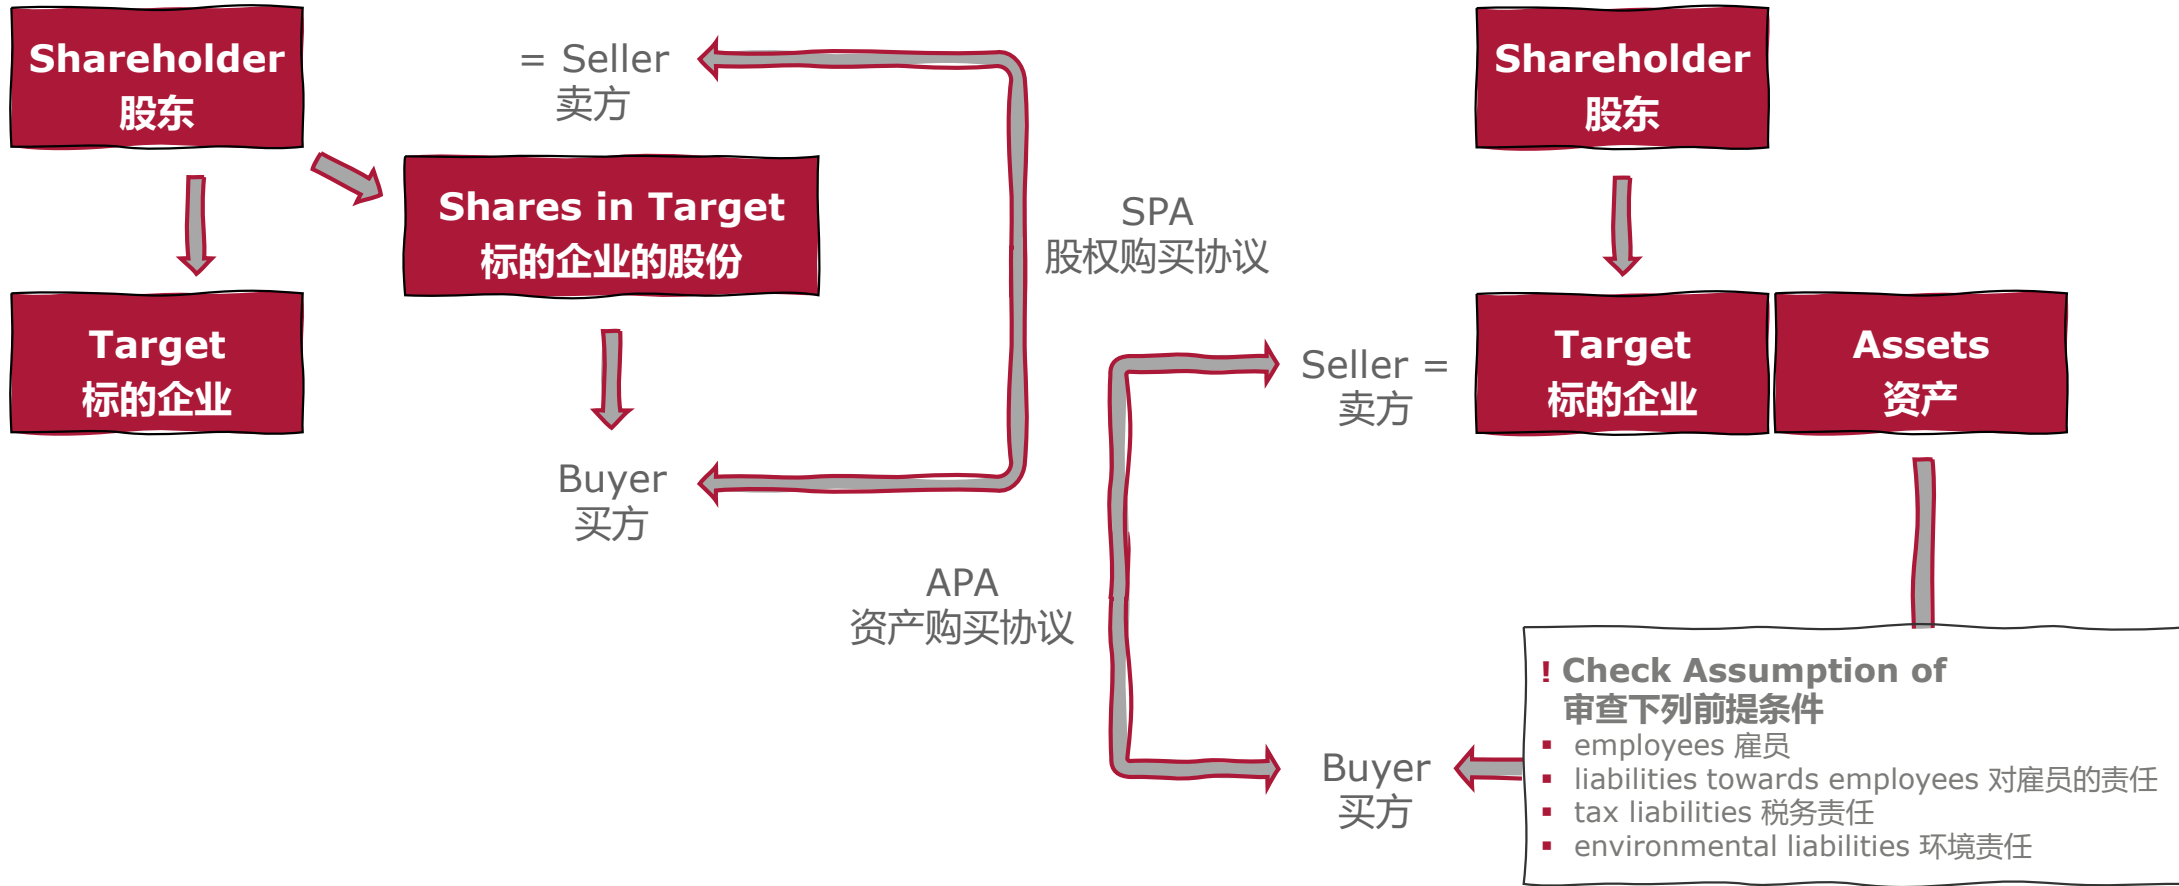 Shareholder
股东
= Seller
卖方
Shares in Target
标的企业的股份
Target
标的企业
Buyer
买方
SPA
股权购买协议
APA
资产购买协议
Shareholder
股东
Seller =
卖方
Target
标的企业
Assets
资产
Buyer
买方
! Check Assumption of
审查下列前提条件
▪ employees 雇员
▪ liabilities towards employees 对雇员的责任
▪ tax liabilities 税务责任
▪ environmental liabilities 环境责任